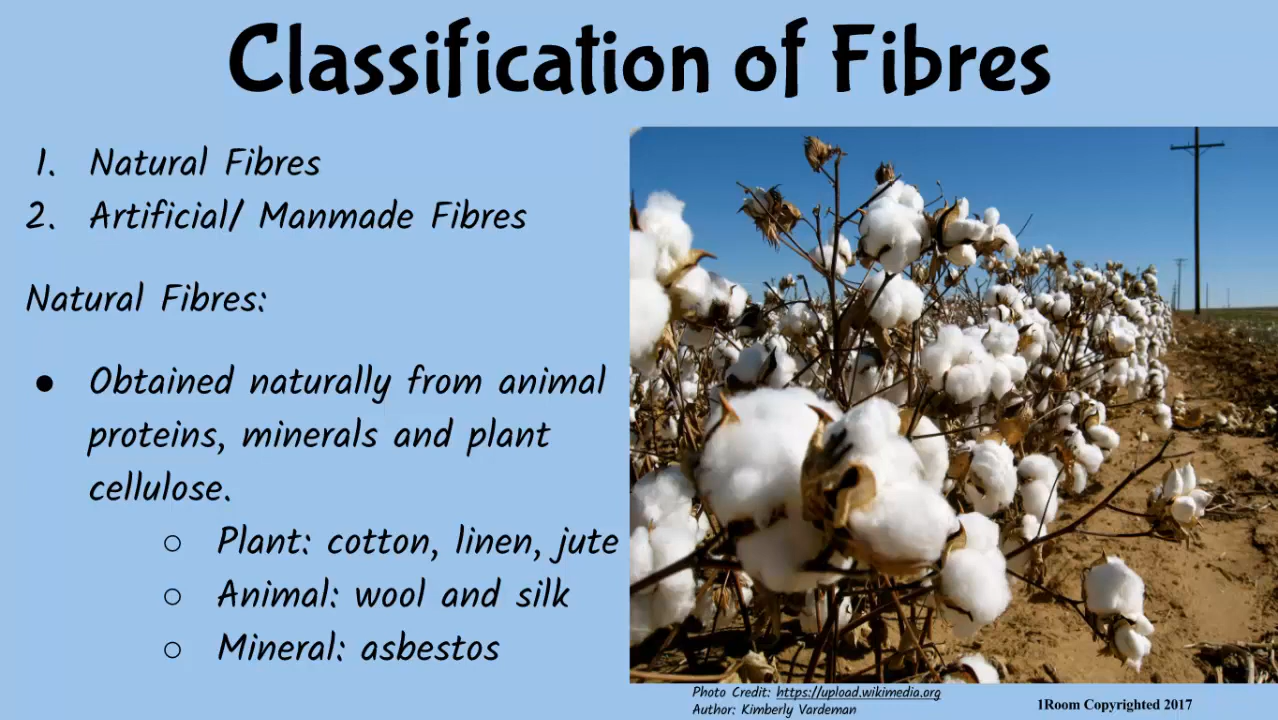 Classification of Fibres
1. Natural Fibres
2. Artificial/ Manmade Fibres
Natural Fibres:
● Obtained naturally from animal
proteins, minerals and plant
cellulose.
○ Plant: cotton, linen, jute
○ Animal: wool and silk
○ Mineral: asbestos
Photo Credit: https://upload.wikimedia.org
Author: Kimberly Vardeman
1Room Copyrighted 2017